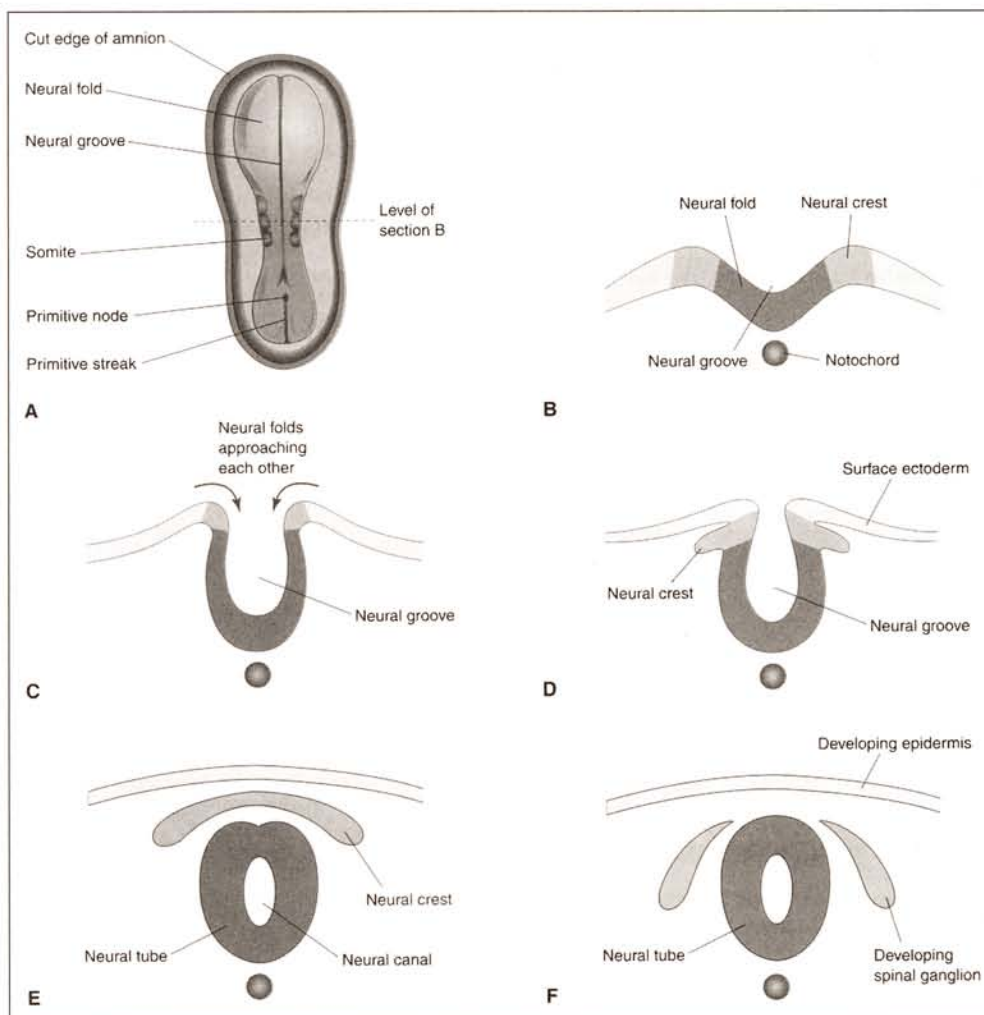 Cut edge of amnion
Neural fold
Neural groove
Somite
Primitive node
Primitive streak
Level of
section B
A
Neural fold
Neural crest
Neural groove
Notochord
B
Neural folds
approaching
each other
Neural groove
C
Surface ectoderm
Neural crest
Neural groove
D
Neural crest
Neural tube
Neural canal
E
Developing epidermis
Neural tube
Developing
spinal ganglion
F